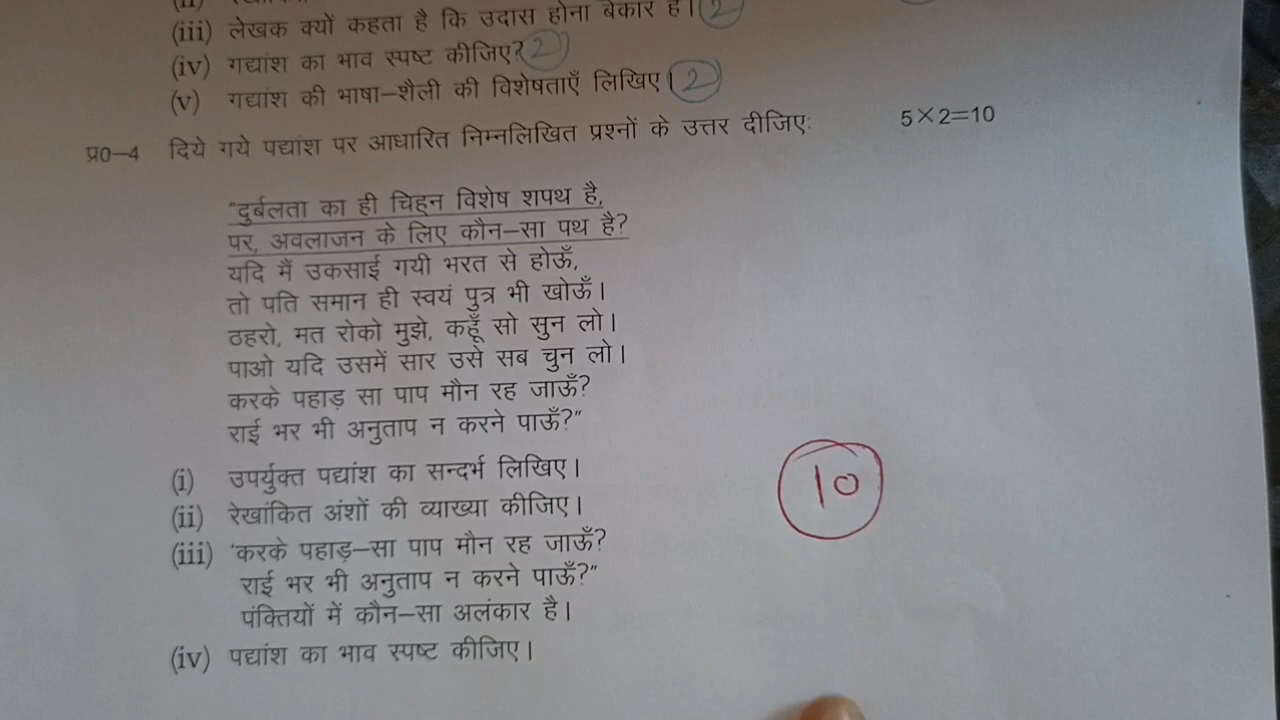 (iii) लेखक क्यों कहता है कि उदास होना बेकार है। 2
(iv) गद्यांश का भाव स्पष्ट कीजिए? 2
(v) गद्यांश की भाषा–शैली की विशेषताएँ लिखिए। 2
प्र0–4 दिये गये पद्यांश पर आधारित निम्नलिखित प्रश्नों के उत्तर दीजिएः 5×2=10
"दुर्बलता का ही चिह्न विशेष शपथ है,
पर, अवलाजन के लिए कौन–सा पथ है?
यदि मैं उकसाई गयी भरत से होऊँ,
तो पति समान ही स्वयं पुत्र भी खोऊँ।
ठहरो, मत रोको मुझे, कहूँ सो सुन लो।
पाओ यदि उसमें सार उसे सब चुन लो।
करके पहाड़ सा पाप मौन रह जाऊँ?
राई भर भी अनुताप न करने पाऊँ?"
(i) उपर्युक्त पद्यांश का सन्दर्भ लिखिए।
(ii) रेखांकित अंशों की व्याख्या कीजिए।
10
(iii) 'करके पहाड़–सा पाप मौन रह जाऊँ?
राई भर भी अनुताप न करने पाऊँ?"
पंक्तियों में कौन–सा अलंकार है।
(iv) पद्यांश का भाव स्पष्ट कीजिए।